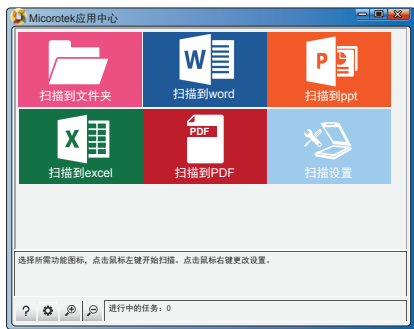 Micorotek应用中心
W
P
扫描到文件夹
扫描到word
扫描到ppt
X
PDF
扫描到excel
扫描到PDF
扫描设置
选择所需功能图标，点击鼠标左键开始扫描。点击鼠标右键更改设置。
?
进行中的任务：0